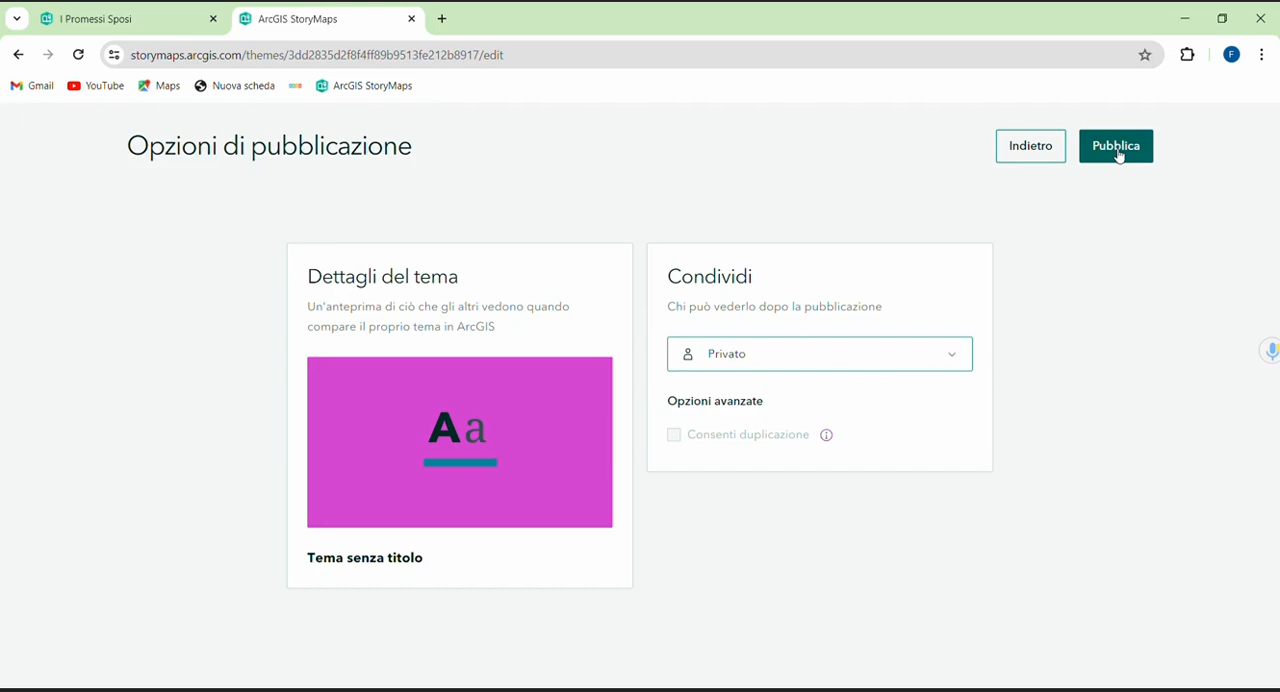 I Promessi Sposi
ArcGIS StoryMaps
storymaps.arcgis.com/themes/3dd2835d2f8f4ff89b9513fe212b8917/edit
F
Gmail
YouTube
Maps
Nuova scheda
ArcGIS StoryMaps
Opzioni di pubblicazione
Indietro
Pubblica
Dettagli del tema
Un'anteprima di ciò che gli altri vedono quando
compare il proprio tema in ArcGIS
Aa
Tema senza titolo
Condividi
Chi può vederlo dopo la pubblicazione
Privato
Opzioni avanzate
Consenti duplicazione